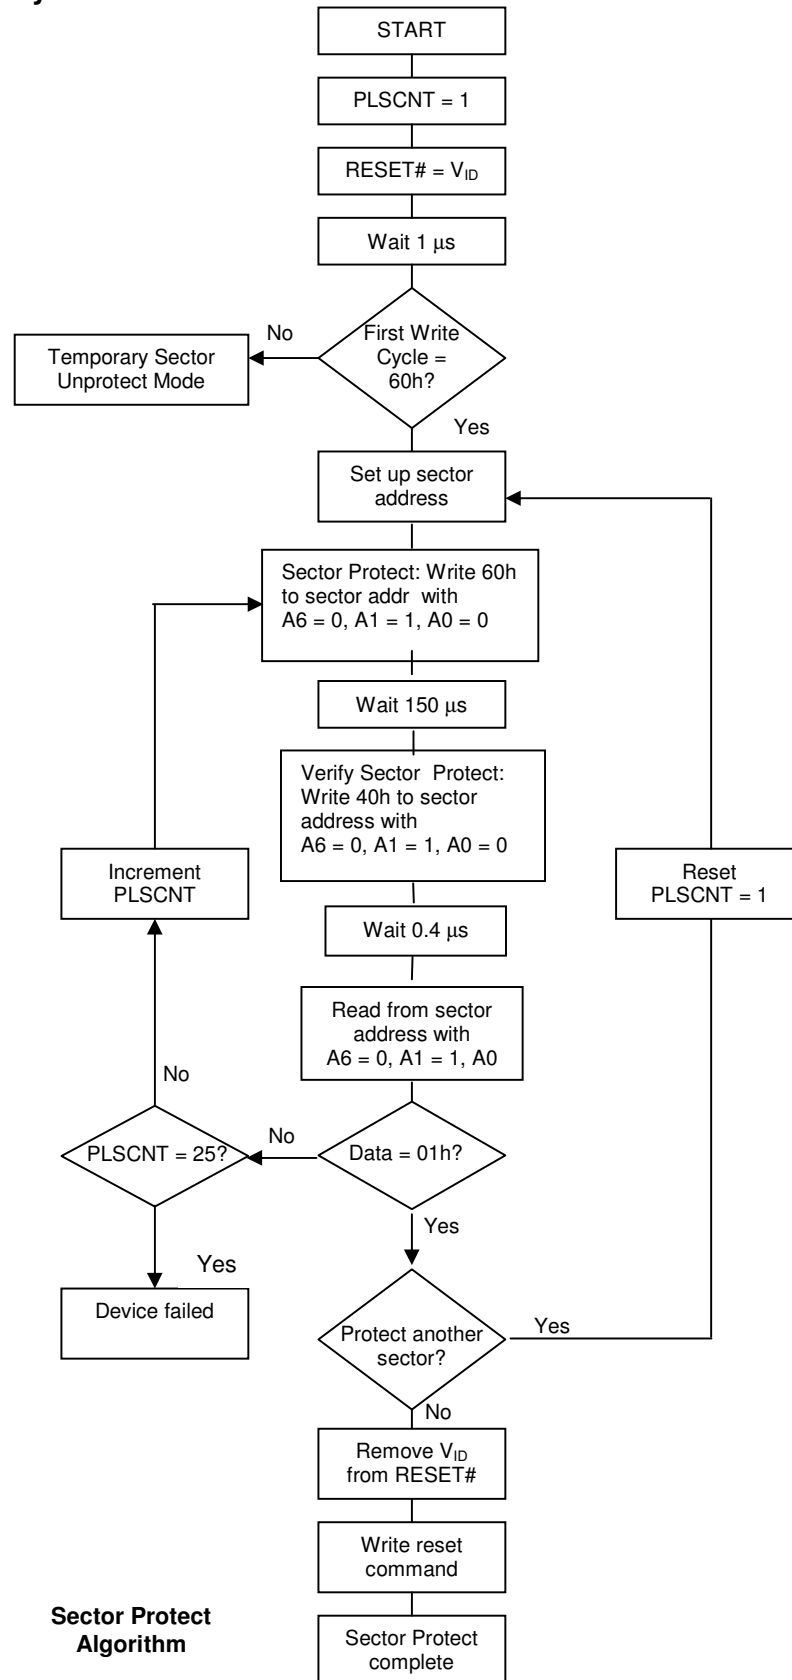 START
PLSCNT = 1
RESET# = VID
Wait 1 μs
No
First Write
Cycle =
60h?
Temporary Sector
Unprotect Mode
Yes
Set up sector
address
Sector Protect: Write 60h
to sector addr with
A6 = 0, A1 = 1, A0 = 0
Wait 150 μs
Verify Sector Protect:
Write 40h to sector
address with
A6 = 0, A1 = 1, A0 = 0
Increment
PLSCNT
Reset
PLSCNT = 1
Wait 0.4 μs
Read from sector
address with
A6 = 0, A1 = 1, A0
No
PLSCNT = 25?
No
Data = 01h?
Yes
Yes
Device failed
Protect another
sector?
Yes
No
Remove VID
from RESET#
Write reset
command
Sector Protect
Algorithm
Sector Protect
complete